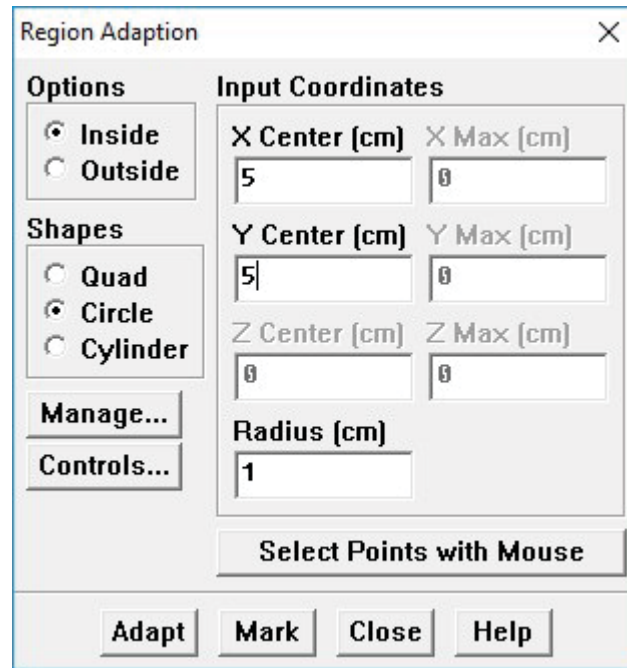 Region Adaption
Options
Inside
Outside
Shapes
Quad
Circle
Cylinder
Manage...
Controls...
Input Coordinates
X Center (cm) X Max (cm)
5 0
Y Center (cm) Y Max (cm)
5 0
Z Center (cm) Z Max (cm)
0 0
Radius (cm)
1
Select Points with Mouse
Adapt Mark Close Help